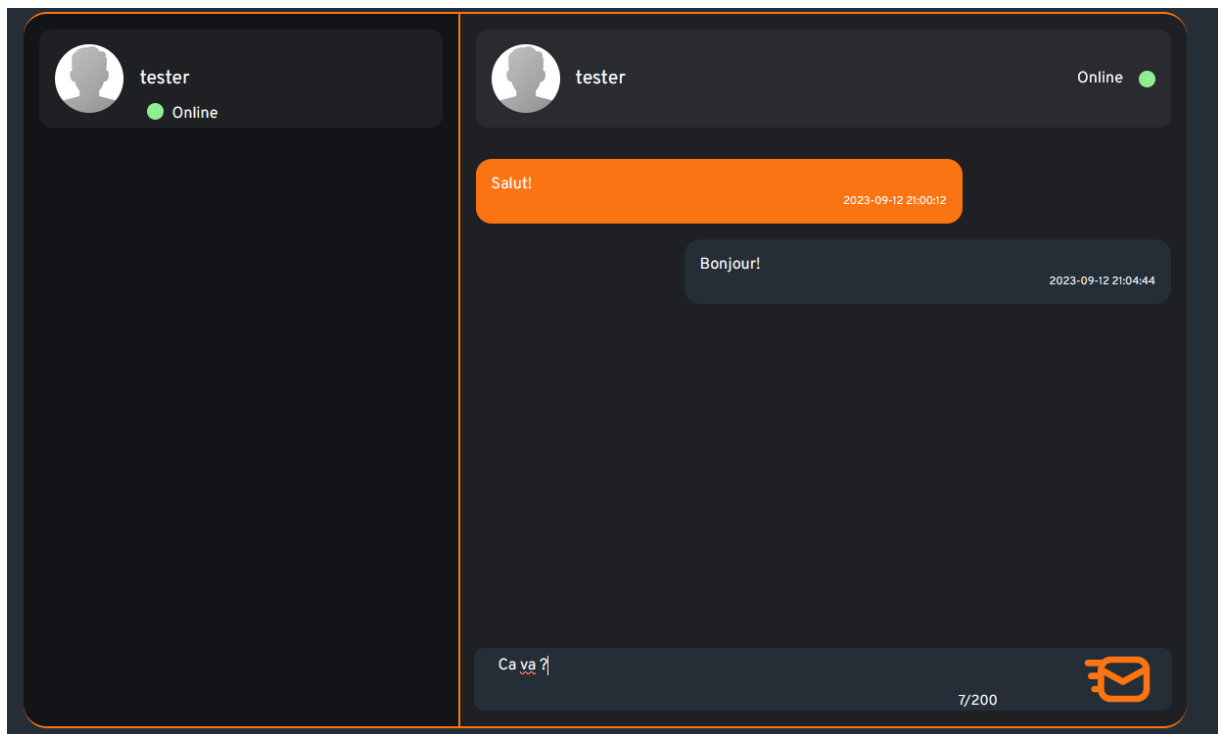 tester
Online
tester
Online
Salut!
2023-09-12 21:00:12
Bonjour!
2023-09-12 21:04:44
Ca va ?
7/200